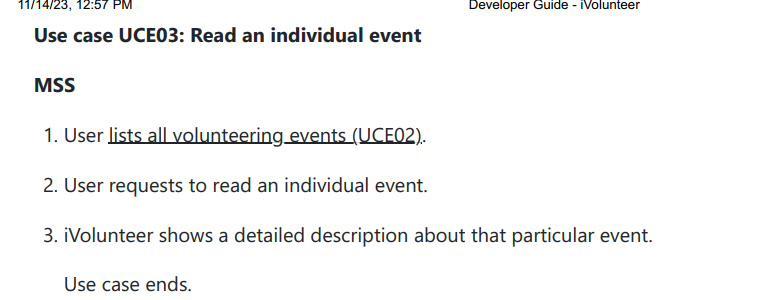 11/14/23, 12:57 PM Developer Guide - iVolunteer
Use case UCE03: Read an individual event
MSS
1. User lists all volunteering events (UCE02).
2. User requests to read an individual event.
3. iVolunteer shows a detailed description about that particular event.
Use case ends.